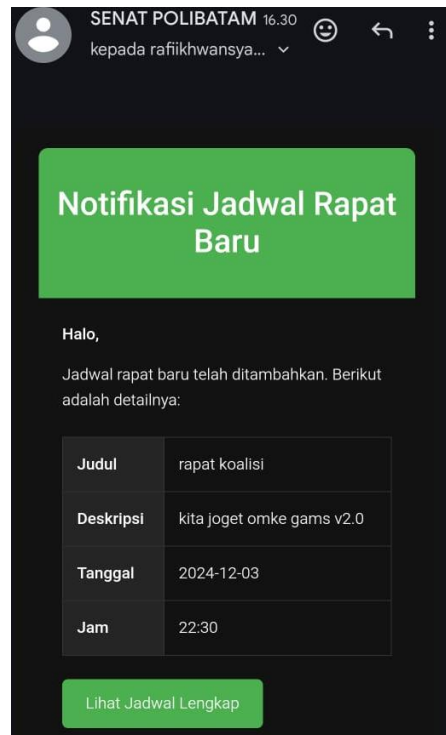 SENAT POLIBATAM 16.30
kepada rafiikhwansya...
Notifikasi Jadwal Rapat
Baru
Halo,
Jadwal rapat baru telah ditambahkan. Berikut
adalah detailnya:
Judul rapat koalisi
Deskripsi kita joget omke gams v2.0
Tanggal 2024-12-03
Jam 22:30
Lihat Jadwal Lengkap